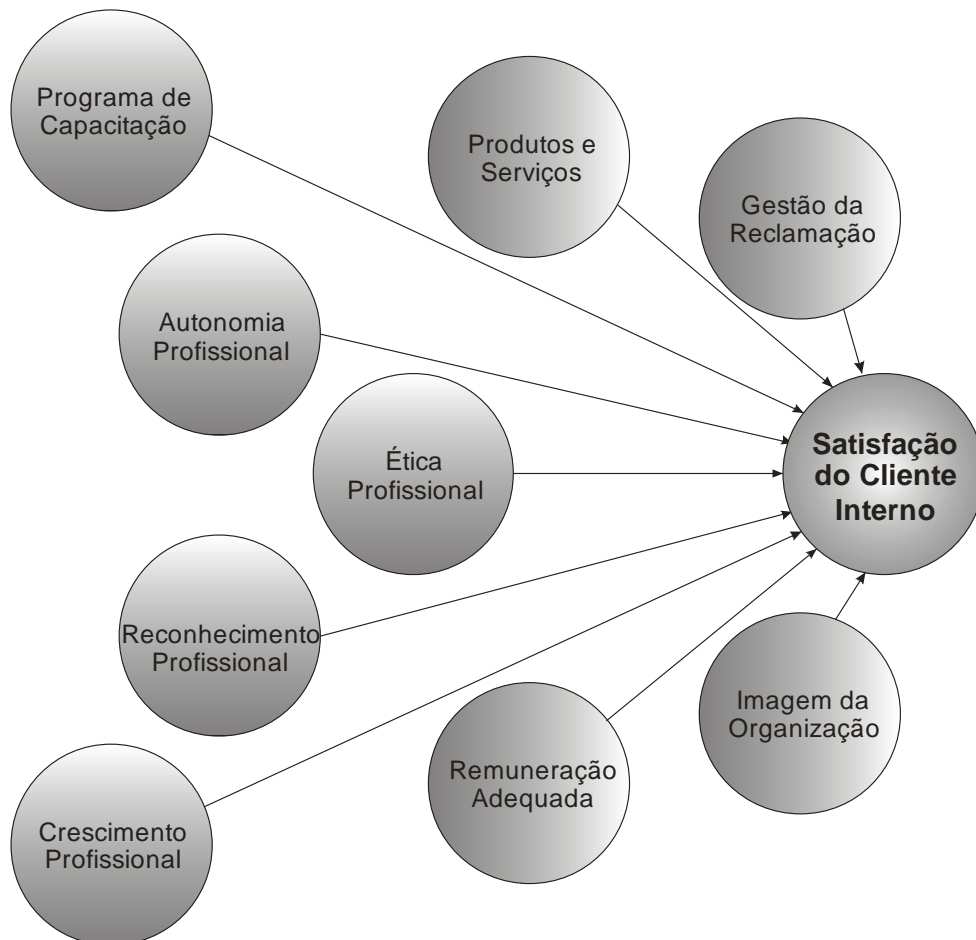 Programa de
Capacitação
Produtos e
Serviços
Gestão da
Reclamação
Autonomia
Profissional
Ética
Profissional
Satisfação
do Cliente
Interno
Reconhecimento
Profissional
Imagem da
Organização
Remuneração
Adequada
Crescimento
Profissional